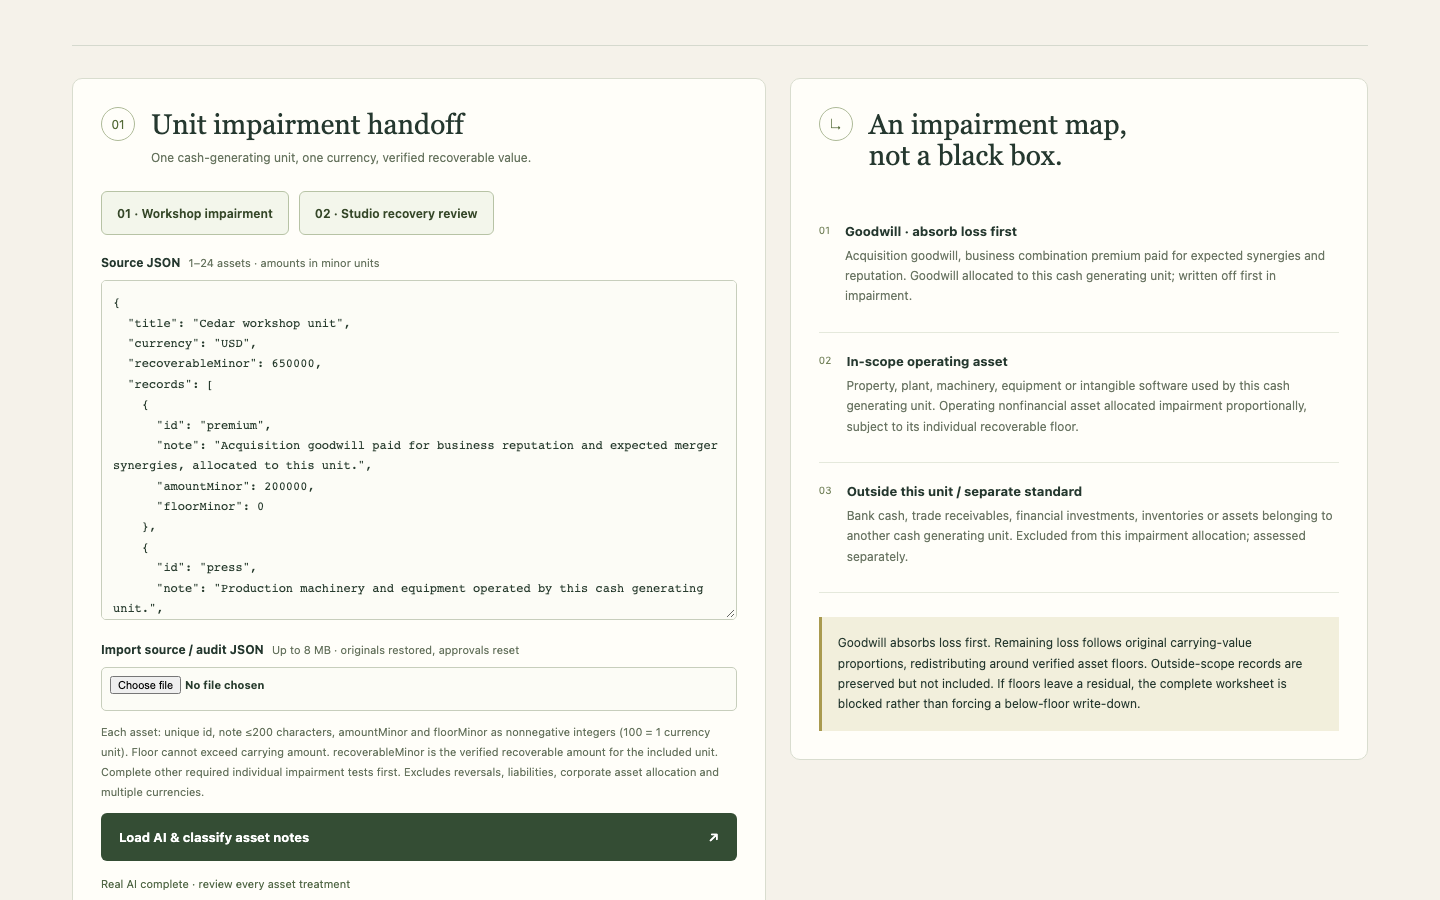 01
Unit impairment handoff
One cash-generating unit, one currency, verified recoverable value.
01 · Workshop impairment
02 · Studio recovery review
Source JSON 1–24 assets · amounts in minor units
{
"title": "Cedar workshop unit",
"currency": "USD",
"recoverableMinor": 650000,
"records": [
{
"id": "premium",
"note": "Acquisition goodwill paid for business reputation and expected merger
synergies, allocated to this unit.",
"amountMinor": 200000,
"floorMinor": 0
},
{
"id": "press",
"note": "Production machinery and equipment operated by this cash generating
unit.",
Import source / audit JSON Up to 8 MB · originals restored, approvals reset
Choose file No file chosen
Each asset: unique id, note ≤200 characters, amountMinor and floorMinor as nonnegative integers (100 = 1 currency
unit). Floor cannot exceed carrying amount. recoverableMinor is the verified recoverable amount for the included unit.
Complete other required individual impairment tests first. Excludes reversals, liabilities, corporate asset allocation and
multiple currencies.
Load AI & classify asset notes ↗
Real AI complete · review every asset treatment
An impairment map,
not a black box.
01 Goodwill · absorb loss first
Acquisition goodwill, business combination premium paid for expected synergies and
reputation. Goodwill allocated to this cash generating unit; written off first in
impairment.
02 In-scope operating asset
Property, plant, machinery, equipment or intangible software used by this cash
generating unit. Operating nonfinancial asset allocated impairment proportionally,
subject to its individual recoverable floor.
03 Outside this unit / separate standard
Bank cash, trade receivables, financial investments, inventories or assets belonging to
another cash generating unit. Excluded from this impairment allocation; assessed
separately.
Goodwill absorbs loss first. Remaining loss follows original carrying-value
proportions, redistributing around verified asset floors. Outside-scope records are
preserved but not included. If floors leave a residual, the complete worksheet is
blocked rather than forcing a below-floor write-down.